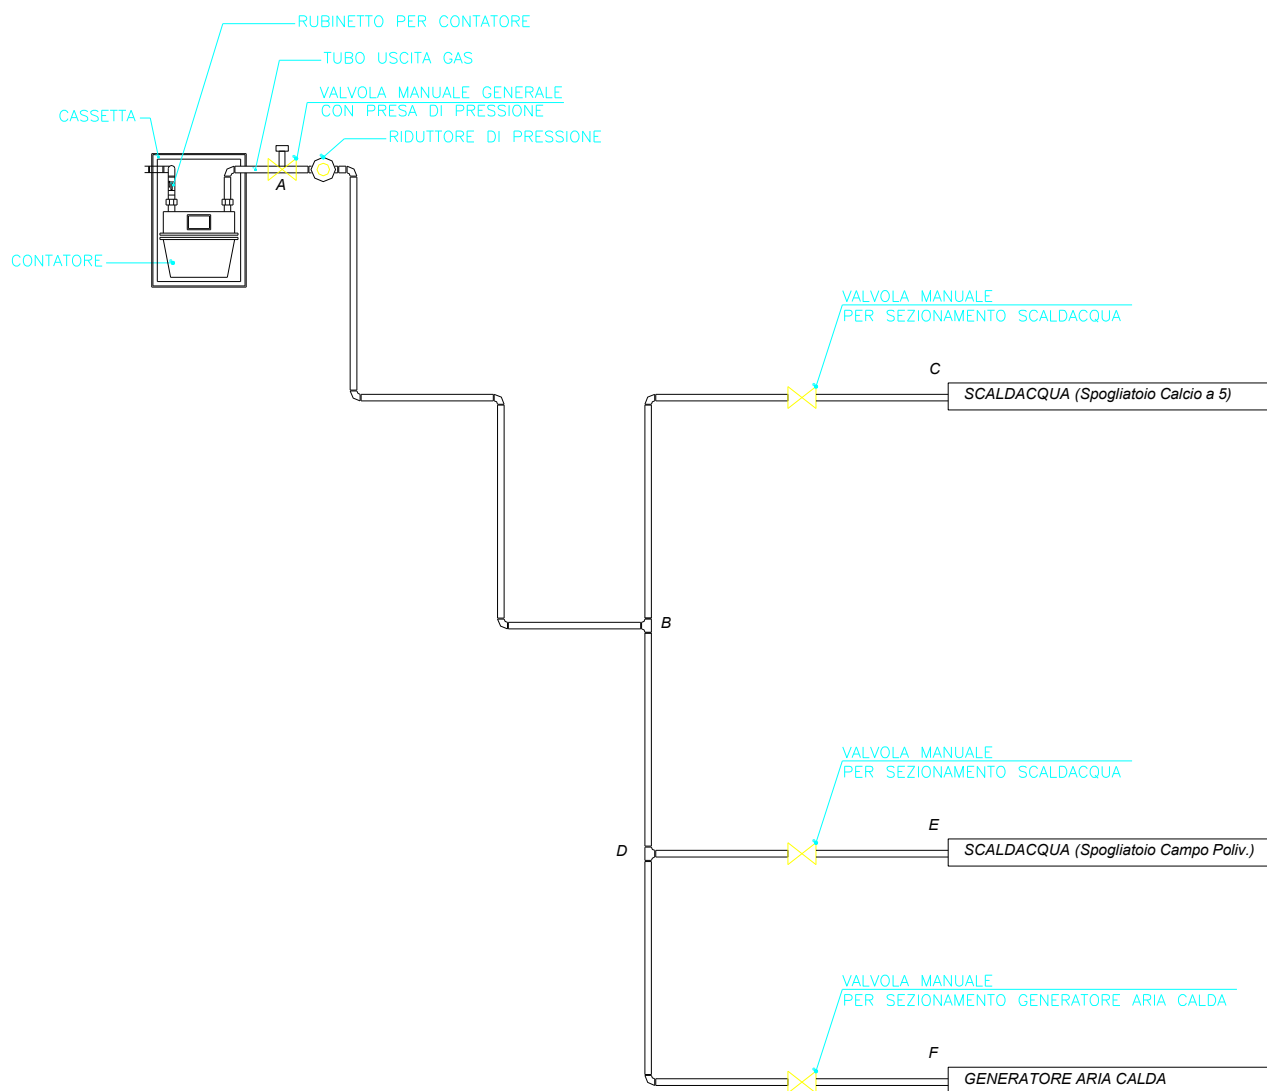 RUBINETTO PER CONTATORE
TUBO USCITA GAS
VALVOLA MANUALE GENERALE
CON PRESA DI PRESSIONE
CASSETTA
RIDUTTORE DI PRESSIONE
A
CONTATORE
VALVOLA MANUALE
PER SEZIONAMENTO SCALDACQUA
C
SCALDACQUA (Spogliatoio Calcio a 5)
B
VALVOLA MANUALE
PER SEZIONAMENTO SCALDACQUA
E
D
SCALDACQUA (Spogliatoio Campo Poliv.)
VALVOLA MANUALE
PER SEZIONAMENTO GENERATORE ARIA CALDA
F
GENERATORE ARIA CALDA